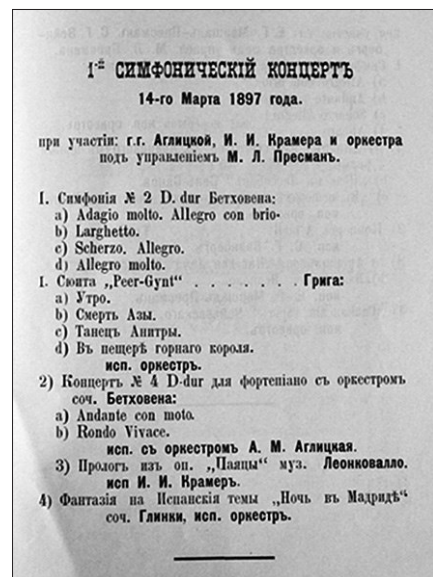 1-й СИМФОНИЧЕСКІЙ КОНЦЕРТЪ
14-го Марта 1897 года.
при участіи: г.г. Аглицкой, И. И. Крамера и оркестра
подъ управленіемъ М. Л. Пресманъ.
I. Симфонія № 2 D. dur Бетховена:
a) Adagio molto. Allegro con brio-
b) Larghetto.
c) Scherzo. Allegro.
d) Allegro molto.
I. Сюита „Peer-Gynt“ . . . . . . . Грига:
a) Утро.
b) Смерть Азы.
c) Танецъ Анитры.
d) Въ пещерѣ горнаго короля.
исп. оркестръ.
2) Концертъ № 4 D-dur для фортепіано съ оркестромъ
соч. Бетховена:
a) Andante con moto.
b) Rondo Vivace.
исп. съ оркестромъ А. М. Аглицкая.
3) Прологъ изъ оп. „Паяцы“ муз. Леонковалло.
исп И. И. Крамеръ.
4) Фантазія на Испанскія темы „Ночь въ Мадридѣ“
соч. Глинки, исп. оркестръ.